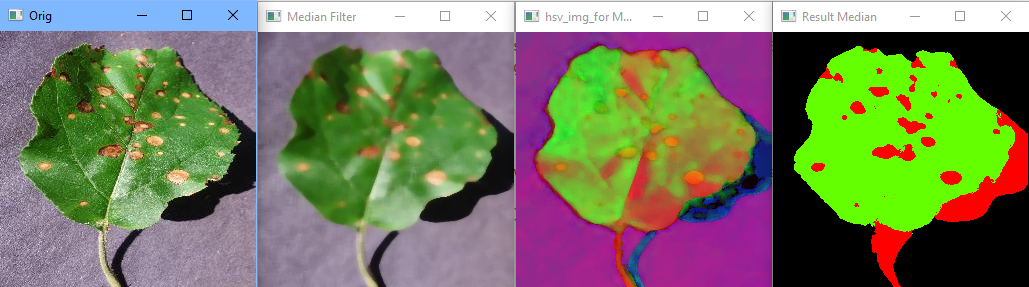 Orig
Median Filter
hsv_img_for M...
Result Median